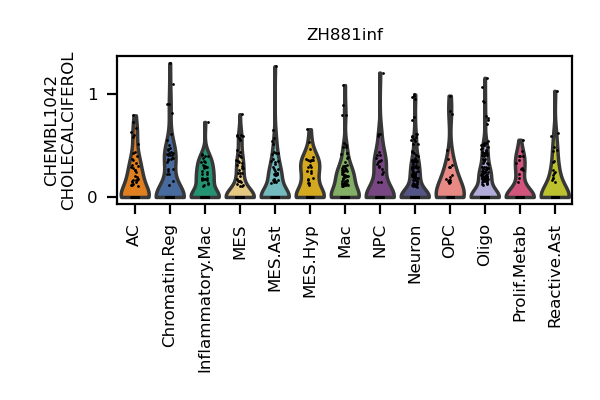 ZH881inf
CHEMBL1042
CHOLECALCIFEROL
1
0
AC
Chromatin.Reg
Inflammatory.Mac
MES
MES.Ast
MES.Hyp
Mac
NPC
Neuron
OPC
Oligo
Prolif.Metab
Reactive.Ast